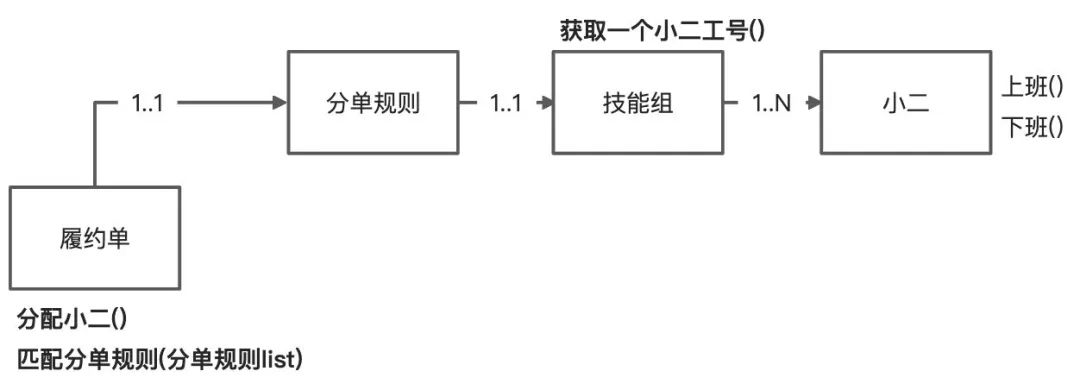 获取一个小二工号()
1..1
分单规则
1..1
技能组
1..N
小二
上班()
下班()
履约单
分配小二()
匹配分单规则(分单规则list)